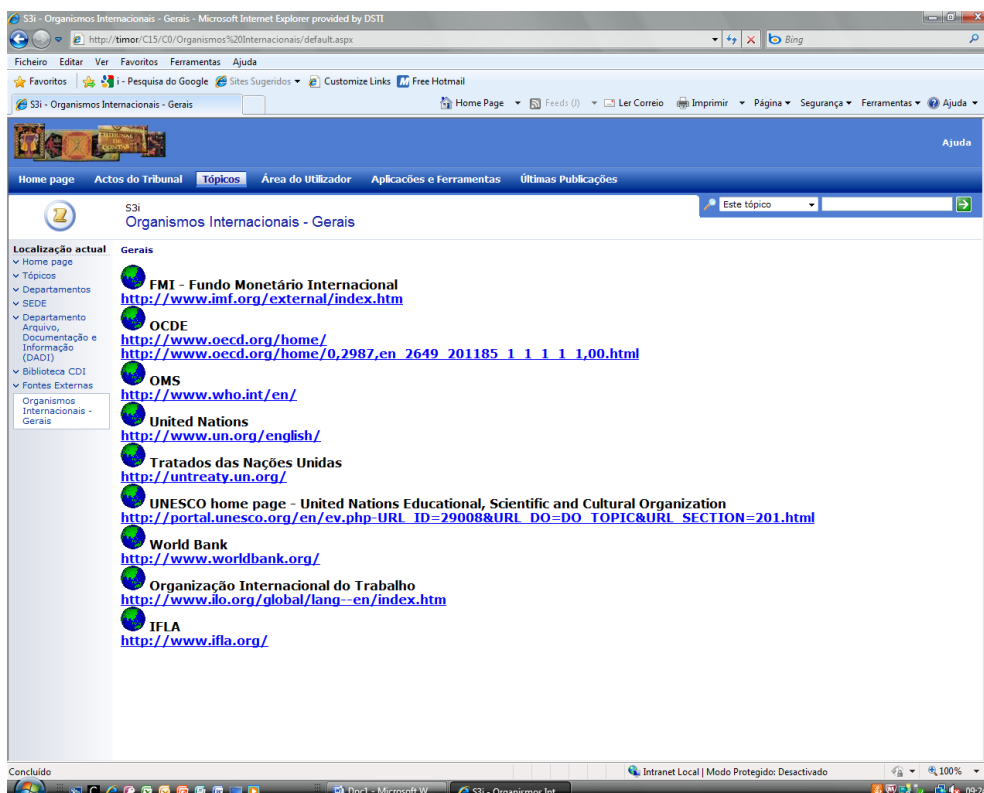 S3i - Organismos Internacionais - Gerais - Microsoft Internet Explorer provided by DSTI
http://timor/C15/C0/Organismos%20Internacionais/default.aspx
Bing
Ficheiro Editar Ver Favoritos Ferramentas Ajuda
Favoritos i - Pesquisa do Google Sites Sugeridos Customize Links Free Hotmail
S3i - Organismos Internacionais - Gerais
Home Page Feeds (J) Ler Correio Imprimir Página Segurança Ferramentas Ajuda
TRIBUNAL
DE
CONTAS
Ajuda
Home page Actos do Tribunal Tópicos Área do Utilizador Aplicacões e Ferramentas Últimas Publicações
Este tópico
S3i
Organismos Internacionais - Gerais
Localização actual
Home page
Tópicos
Departamentos
SEDE
Departamento
Arquivo,
Documentação e
Informação
(DADI)
Biblioteca CDI
Fontes Externas
Organismos
Internacionais -
Gerais
Gerais
FMI - Fundo Monetário Internacional
http://www.imf.org/external/index.htm
OCDE
http://www.oecd.org/home/
http://www.oecd.org/home/0,2987,en_2649_201185_1_1_1_1_1,00.html
OMS
http://www.who.int/en/
United Nations
http://www.un.org/english/
Tratados das Nações Unidas
http://untreaty.un.org/
UNESCO home page - United Nations Educational, Scientific and Cultural Organization
http://portal.unesco.org/en/ev.php-URL_ID=29008&URL_DO=DO_TOPIC&URL_SECTION=201.html
World Bank
http://www.worldbank.org/
Organização Internacional do Trabalho
http://www.ilo.org/global/lang--en/index.htm
IFLA
http://www.ifla.org/
Concluído
Intranet Local | Modo Protegido: Desactivado
100%
Doc1 - Microsoft W...
S3i - Organismos Int...